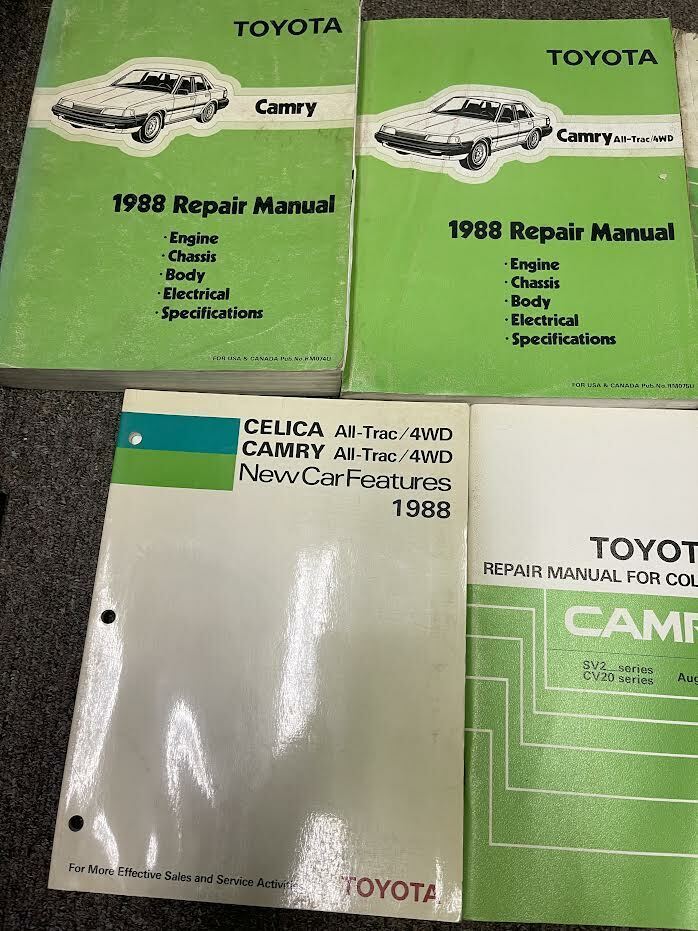 TOYOTA
Camry
1988 Repair Manual
· Engine
· Chassis
· Body
· Electrical
· Specifications
FOR USA & CANADA Pub.No.RM074U
TOYOTA
Camry All-Trac/4WD
1988 Repair Manual
· Engine
· Chassis
· Body
· Electrical
· Specifications
FOR USA & CANADA Pub.No.RM075U
CELICA All-Trac/4WD
CAMRY All-Trac/4WD
New Car Features
1988
For More Effective Sales and Service Activities
TOYOTA
TOYOT
REPAIR MANUAL FOR COL
CAMR
SV2_series
CV20 series Aug